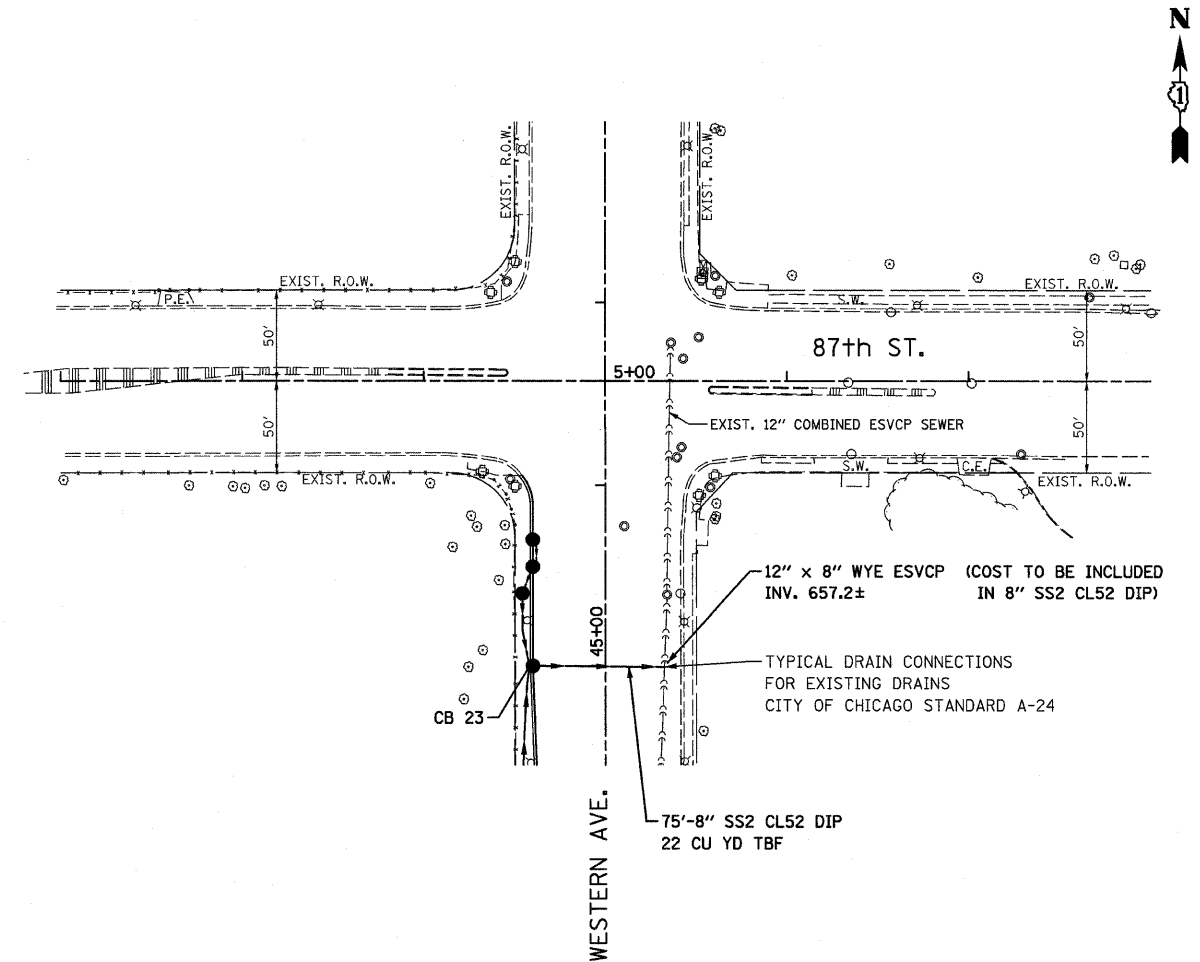 N
1
EXIST. R.O.W.
EXIST. R.O.W.
EXIST. R.O.W.
P.E.
EXIST. R.O.W.
S.W.
50'
50'
87th ST.
5+00
EXIST. 12" COMBINED ESVCP SEWER
50'
50'
EXIST. R.O.W.
S.W.
C.E.
EXIST. R.O.W.
12" x 8" WYE ESVCP (COST TO BE INCLUDED
INV. 657.2± IN 8" SS2 CL52 DIP)
45+00
TYPICAL DRAIN CONNECTIONS
FOR EXISTING DRAINS
CITY OF CHICAGO STANDARD A-24
CB 23
75'-8" SS2 CL52 DIP
22 CU YD TBF
WESTERN AVE.